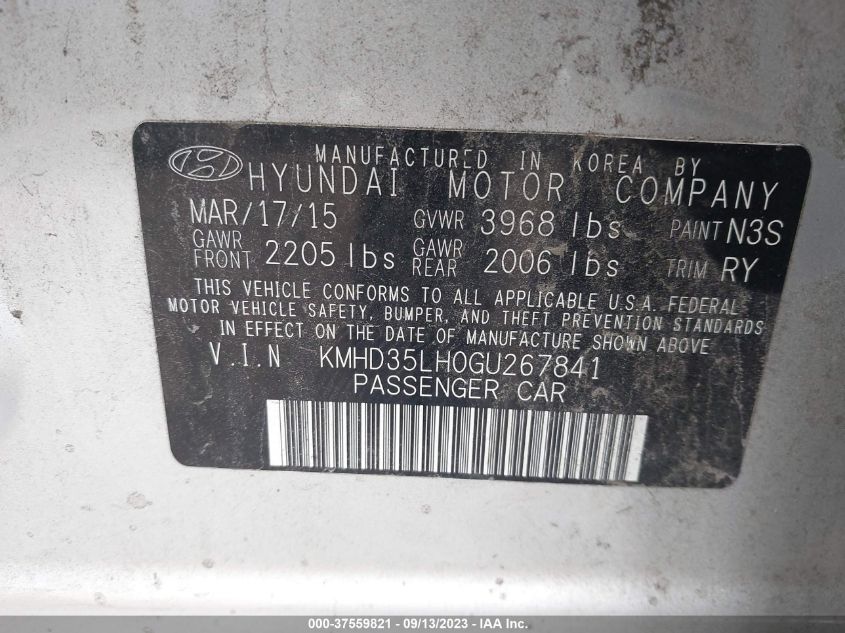 MANUFACTURED IN KOREA BY
HYUNDAI MOTOR COMPANY
MAR/17/15 GVWR 3968 lbs PAINT N3S
GAWR FRONT 2205 lbs GAWR REAR 2006 lbs TRIM RY
THIS VEHICLE CONFORMS TO ALL APPLICABLE U.S.A. FEDERAL
MOTOR VEHICLE SAFETY, BUMPER, AND THEFT PREVENTION STANDARDS
IN EFFECT ON THE DATE OF MANUFACTURE SHOWN ABOVE
V.I.N KMHD35LH0GU267841
PASSENGER CAR
000-37559821 - 09/13/2023 - © IAA, Inc.